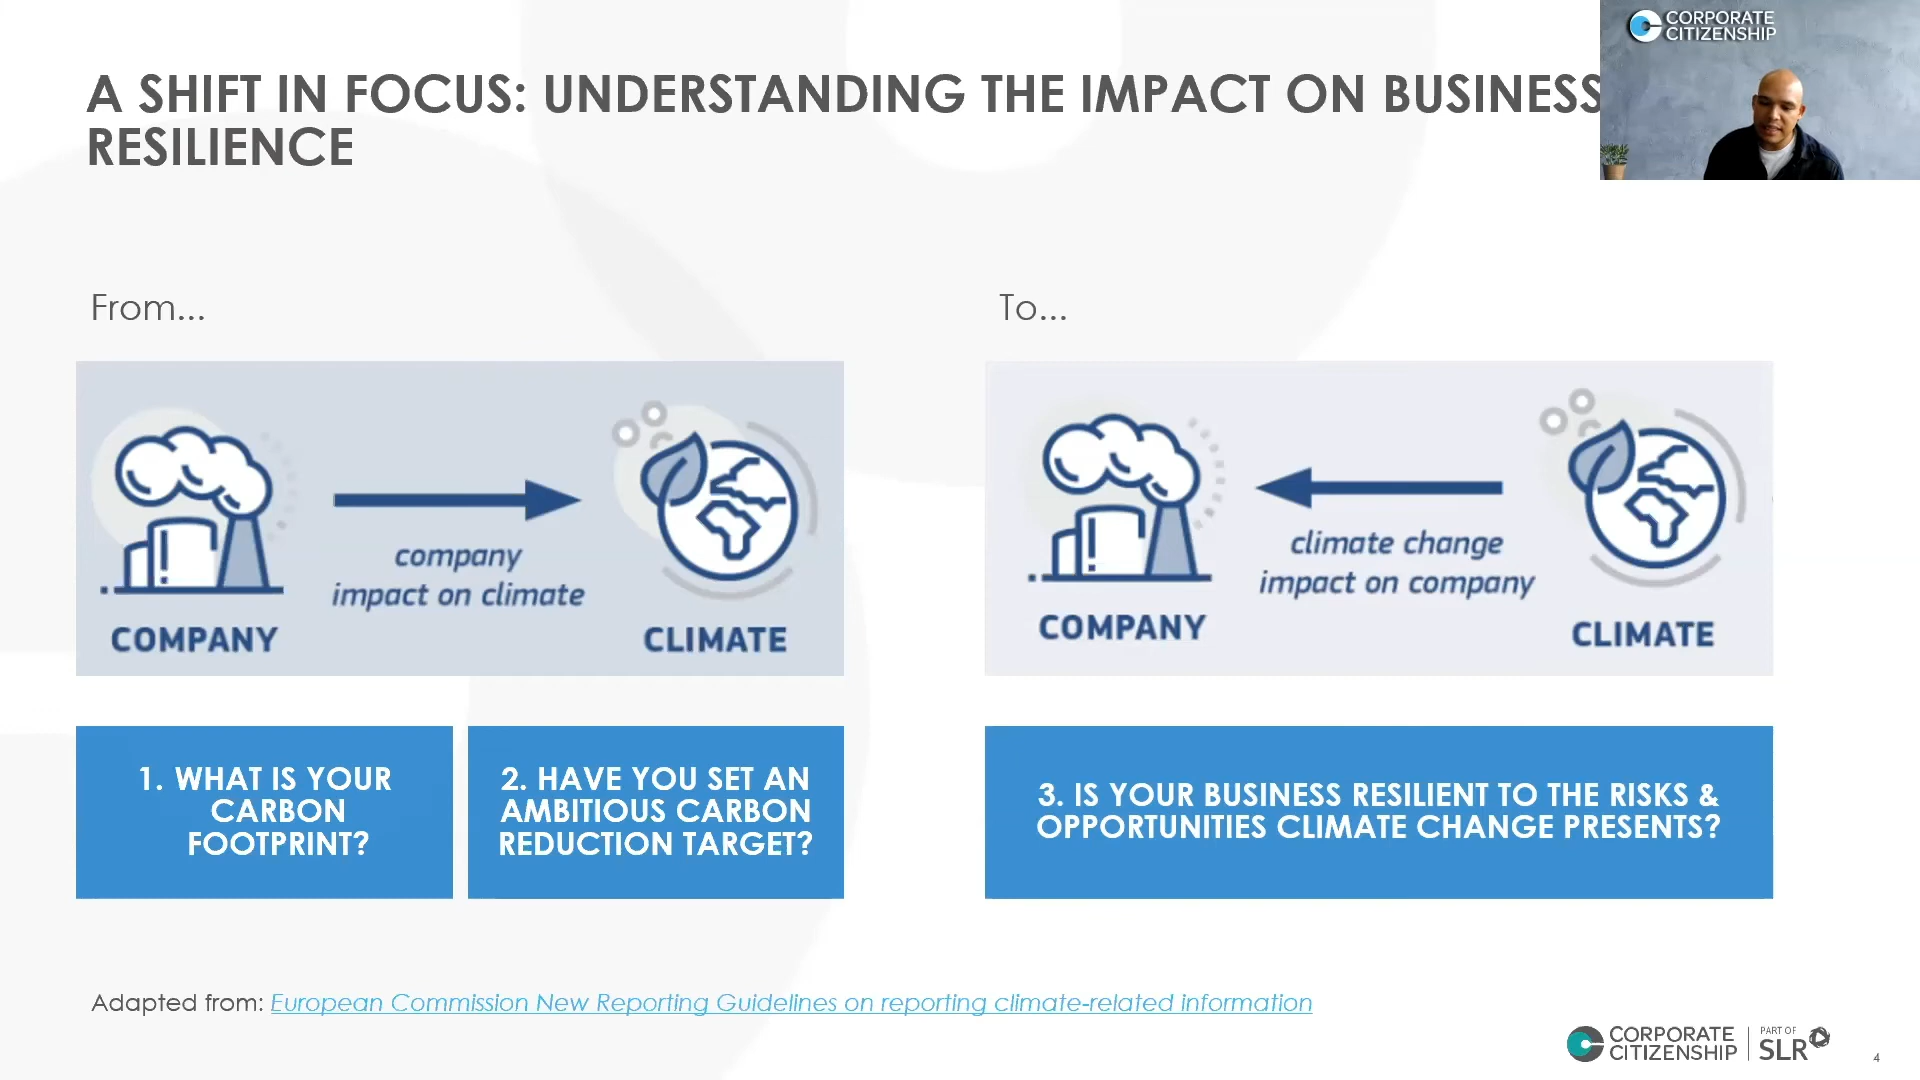 CORPORATE
CITIZENSHIP
A SHIFT IN FOCUS: UNDERSTANDING THE IMPACT ON BUSINESS
RESILIENCE
From...
To...
company
impact on climate
COMPANY
CLIMATE
climate change
impact on company
COMPANY
CLIMATE
1. WHAT IS YOUR
CARBON
FOOTPRINT?
2. HAVE YOU SET AN
AMBITIOUS CARBON
REDUCTION TARGET?
3. IS YOUR BUSINESS RESILIENT TO THE RISKS &
OPPORTUNITIES CLIMATE CHANGE PRESENTS?
Adapted from: European Commission New Reporting Guidelines on reporting climate-related information
CORPORATE
CITIZENSHIP
PART OF
SLR
4